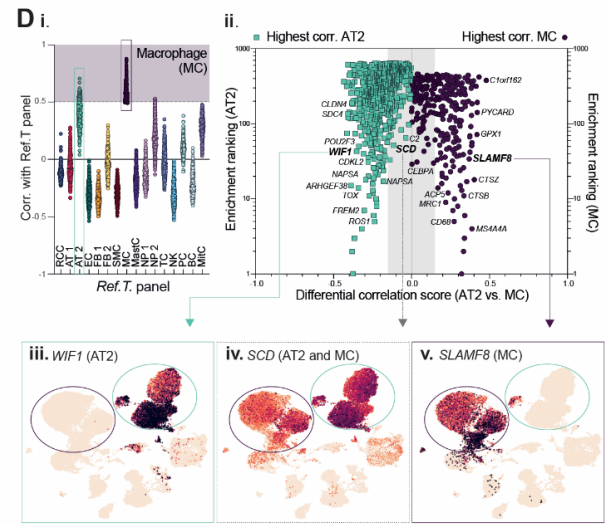 D i.
Macrophage
(MC)
Corr. with Ref.T panel
1
0.5
0
-0.5
-1
RCC
AT 1
AT 2
EC
FB 1
FB 2
SMC
MC
MastC
NP 1
NP 2
TC
NK
PC
BC
MitC
Ref.T. panel
ii.
Highest corr. AT2
Highest corr. MC
Enrichment ranking (AT2)
1000
100
10
1
CLDN4
SDC4
POU2F3
WIF1
CDKL2
NAPSA
ARHGEF38
TOX
FREM2
ROS1
C2
SCD
CEBPA
NAPSA
ACP5
MRC1
CD68
C1orf162
PYCARD
GPX1
SLAMF8
CTSZ
CTSB
MS4A4A
1000
100
10
1
Enrichment ranking (MC)
-1.0
-0.5
0.0
0.5
1.0
Differential correlation score (AT2 vs. MC)
iii. WIF1 (AT2)
iv. SCD (AT2 and MC)
v. SLAMF8 (MC)